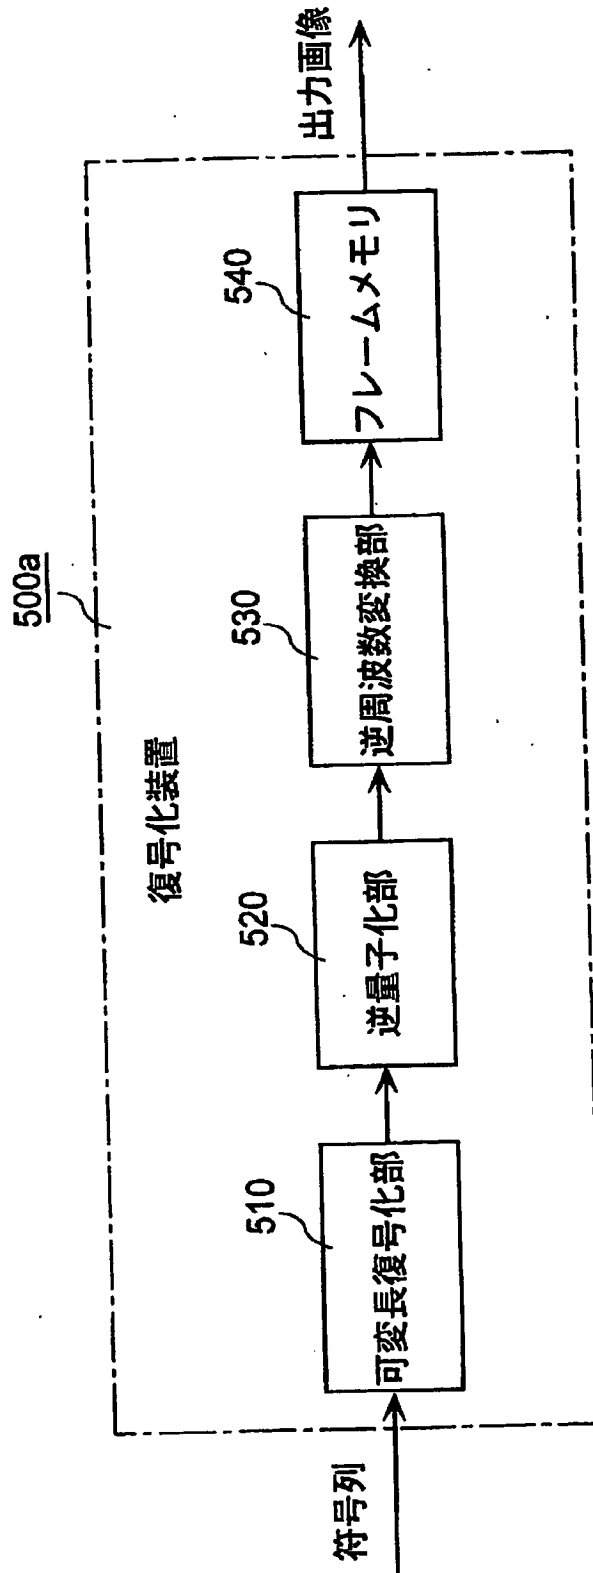 500a
復号化装置
符号列
510
可変長復号化部
520
逆量子化部
530
逆周波数変換部
540
フレームメモリ
出力画像